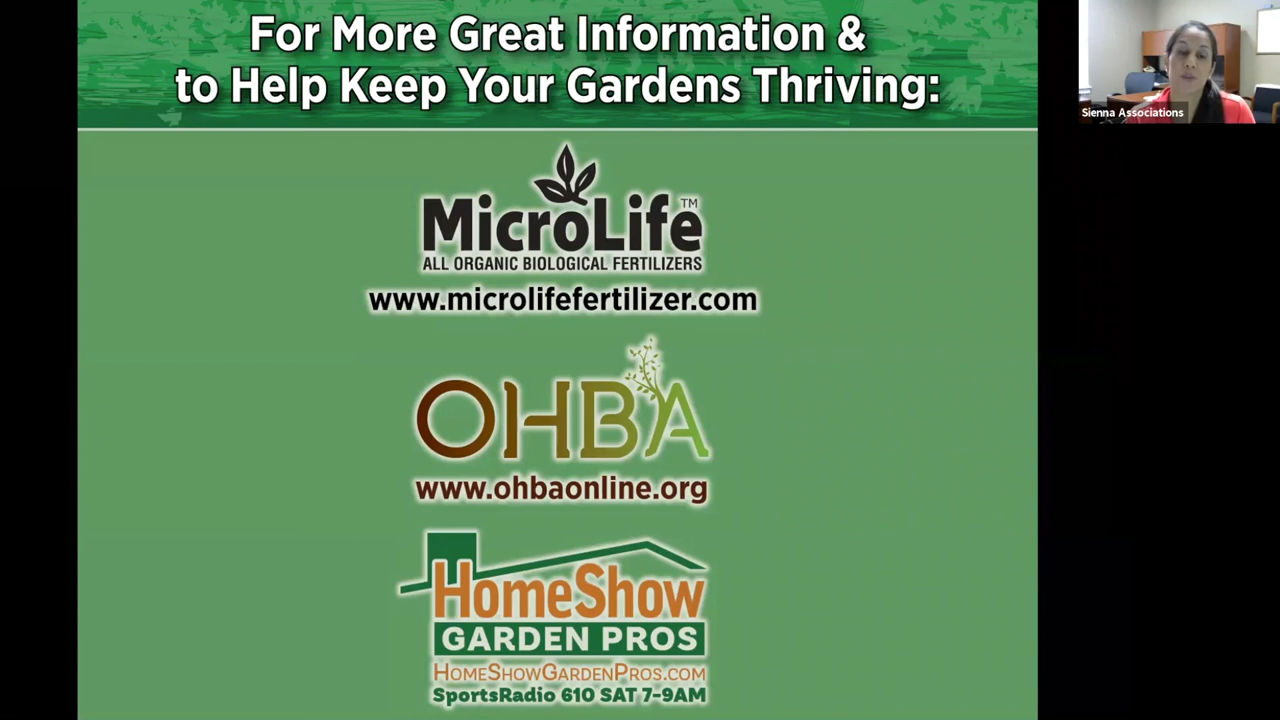 For More Great Information &
to Help Keep Your Gardens Thriving:
Sienna Associations
MicroLife™
ALL ORGANIC BIOLOGICAL FERTILIZERS
www.microlifefertilizer.com
OHBA
www.ohbaonline.org
HomeShow
GARDEN PROS
HOMESHOWGARDENPROS.COM
SportsRadio 610 SAT 7-9AM